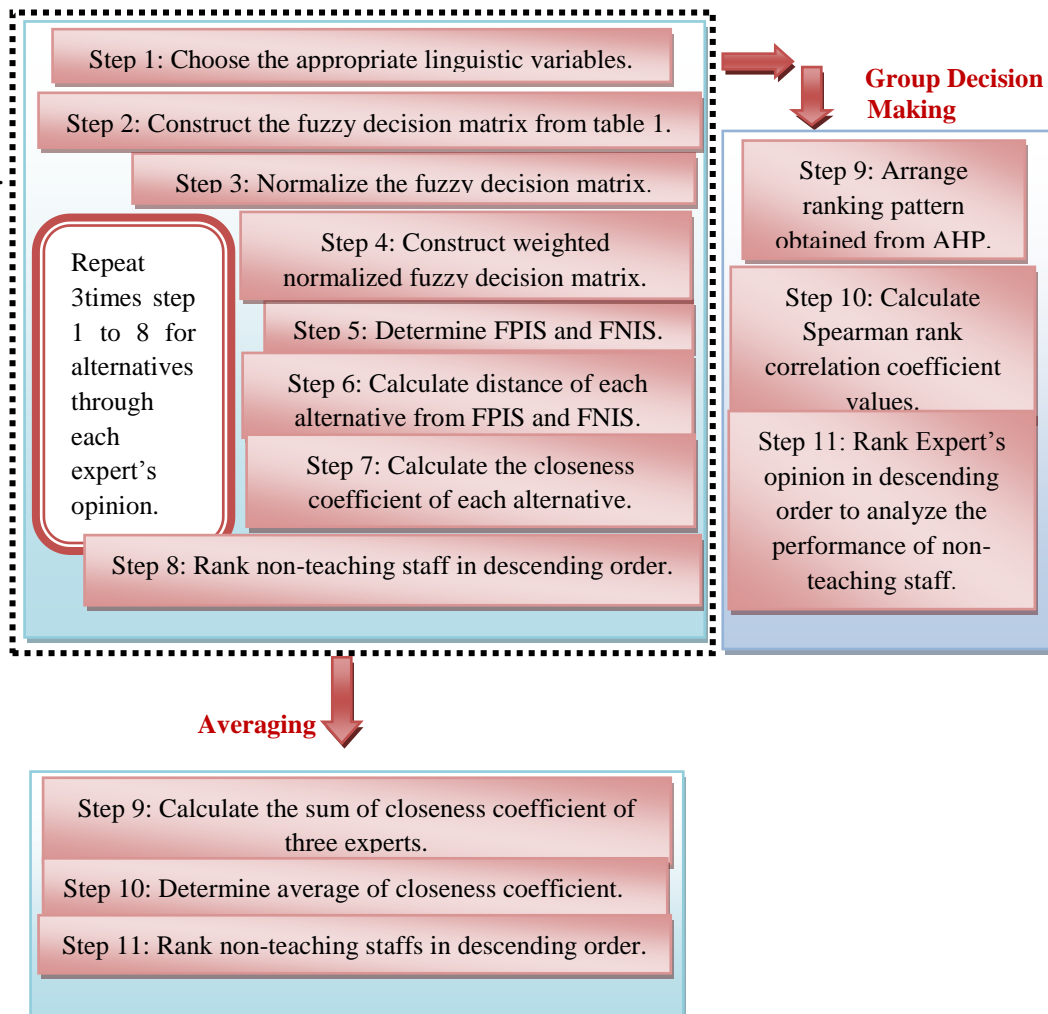 Step 1: Choose the appropriate linguistic variables.
Step 2: Construct the fuzzy decision matrix from table 1.
Step 3: Normalize the fuzzy decision matrix.
Repeat
3times step
1 to 8 for
alternatives
through
each
expert's
opinion.
Step 4: Construct weighted
normalized fuzzy decision matrix.
Step 5: Determine FPIS and FNIS.
Step 6: Calculate distance of each
alternative from FPIS and FNIS.
Step 7: Calculate the closeness
coefficient of each alternative.
Step 8: Rank non-teaching staff in descending order.
Group Decision
Making
Step 9: Arrange
ranking pattern
obtained from AHP.
Step 10: Calculate
Spearman rank
correlation coefficient
values.
Step 11: Rank Expert's
opinion in descending
order to analyze the
performance of non-
teaching staff.
Averaging
Step 9: Calculate the sum of closeness coefficient of
three experts.
Step 10: Determine average of closeness coefficient.
Step 11: Rank non-teaching staffs in descending order.